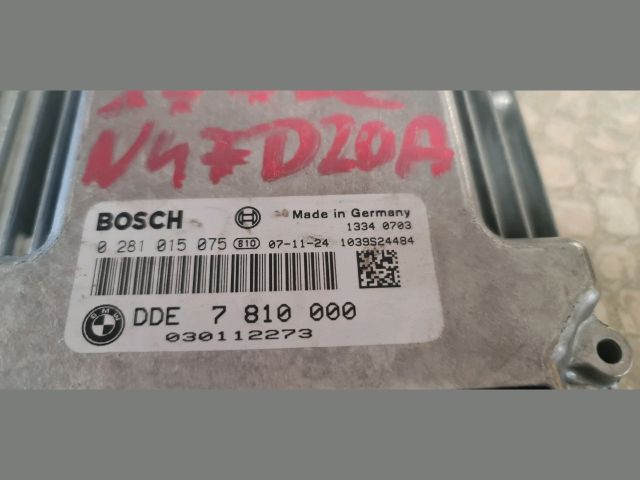 N47D20A
BOSCH Made in Germany
1334 0703
0 281 015 075 810 07-11-24 1039S24484
BMW DDE 7 810 000
030112273